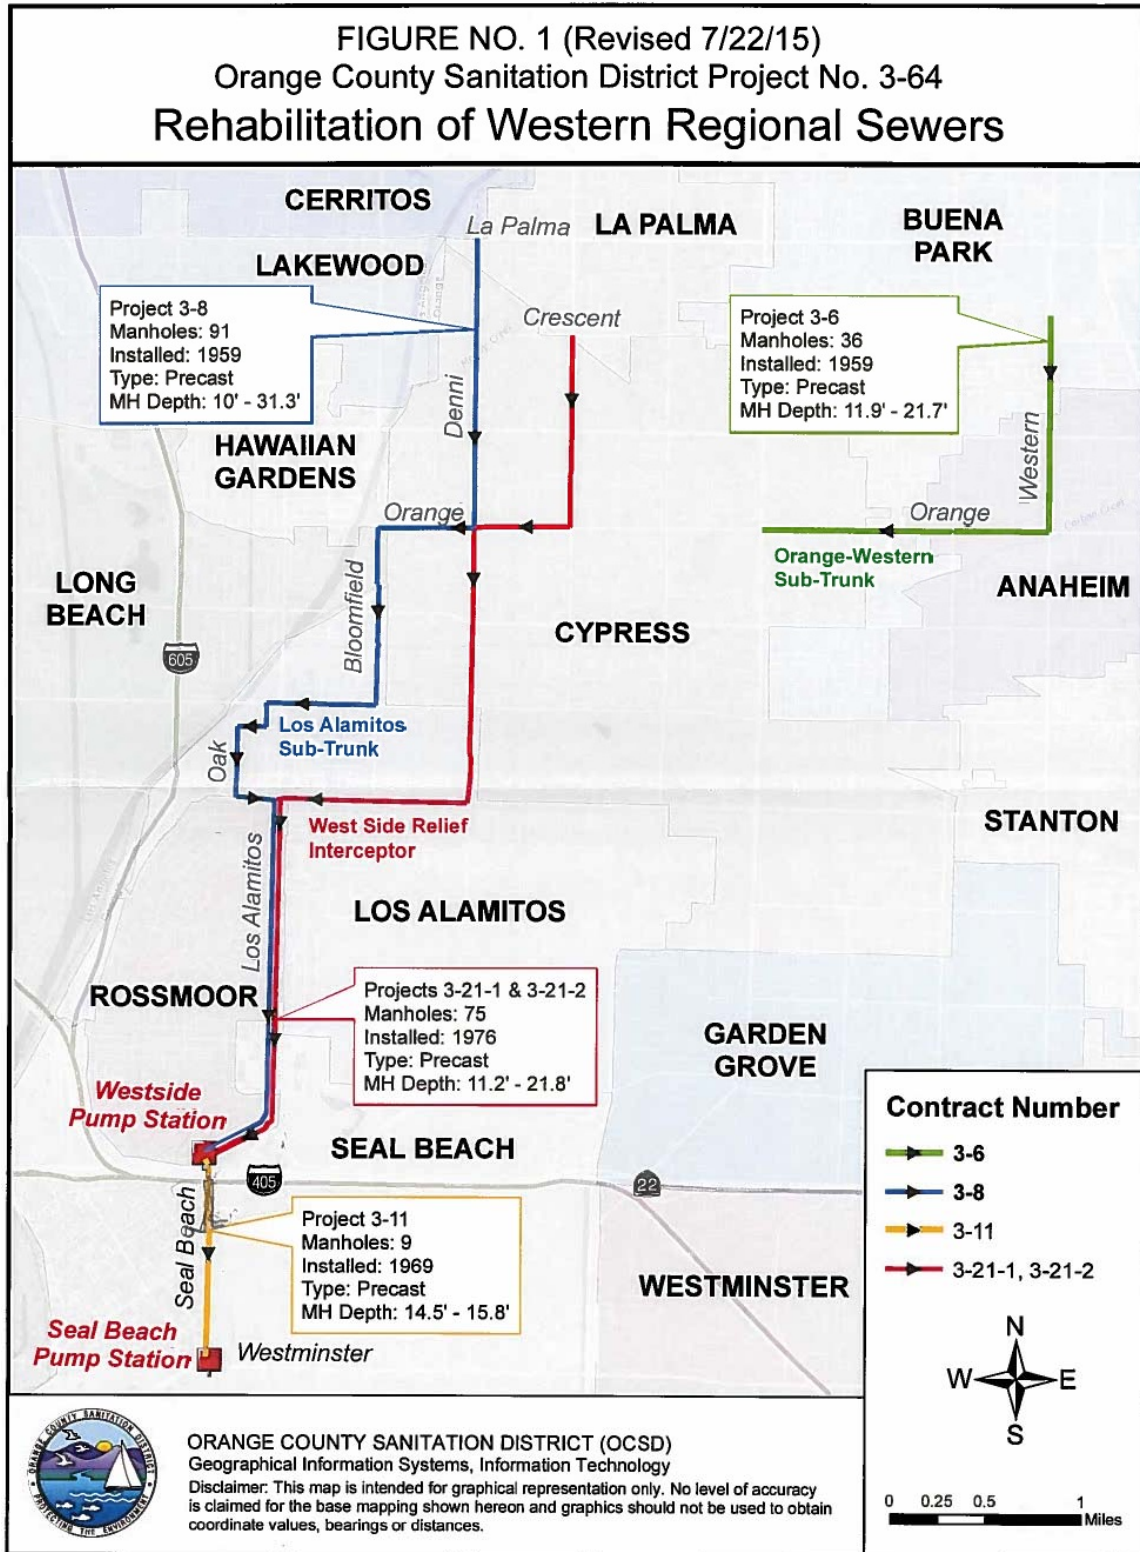 FIGURE NO. 1 (Revised 7/22/15)
Orange County Sanitation District Project No. 3-64
Rehabilitation of Western Regional Sewers
CERRITOS
La Palma
LA PALMA
BUENA
PARK
LAKEWOOD
Project 3-8
Manholes: 91
Installed: 1959
Type: Precast
MH Depth: 10' - 31.3'
Crescent
Project 3-6
Manholes: 36
Installed: 1959
Type: Precast
MH Depth: 11.9' - 21.7'
Denni
HAWAIIAN
GARDENS
Western
Orange
Orange
Orange-Western
Sub-Trunk
LONG
BEACH
ANAHEIM
Bloomfield
CYPRESS
605
Los Alamitos
Sub-Trunk
Oak
West Side Relief
Interceptor
STANTON
Los Alamitos
LOS ALAMITOS
ROSSMOOR
Projects 3-21-1 & 3-21-2
Manholes: 75
Installed: 1976
Type: Precast
MH Depth: 11.2' - 21.8'
GARDEN
GROVE
Westside
Pump Station
SEAL BEACH
405
22
Seal Beach
Project 3-11
Manholes: 9
Installed: 1969
Type: Precast
MH Depth: 14.5' - 15.8'
WESTMINSTER
Seal Beach
Pump Station
Westminster
Contract Number
3-6
3-8
3-11
3-21-1, 3-21-2
N
W
E
S
0 0.25 0.5 1
Miles
ORANGE COUNTY SANITATION DISTRICT
PROTECTING THE ENVIRONMENT
ORANGE COUNTY SANITATION DISTRICT (OCSD)
Geographical Information Systems, Information Technology
Disclaimer: This map is intended for graphical representation only. No level of accuracy
is claimed for the base mapping shown hereon and graphics should not be used to obtain
coordinate values, bearings or distances.